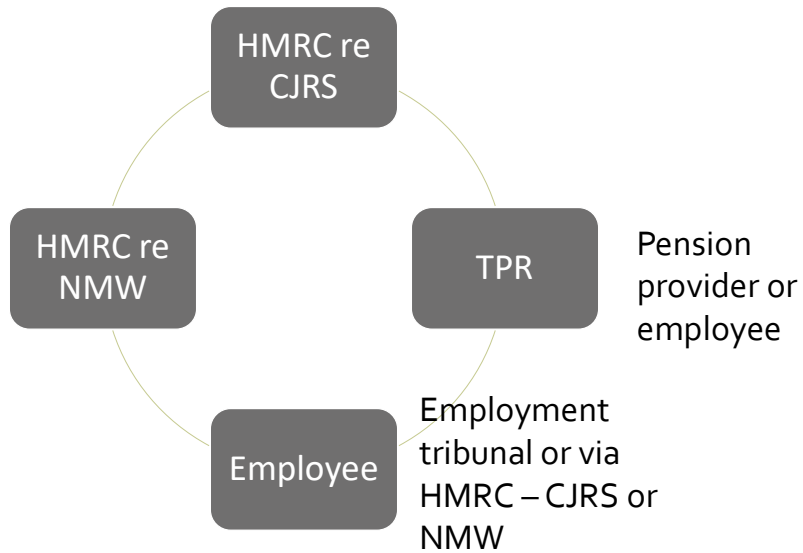 HMRC re
CJRS
HMRC re
NMW
TPR
Pension
provider or
employee
Employee
Employment
tribunal or via
HMRC – CJRS or
NMW